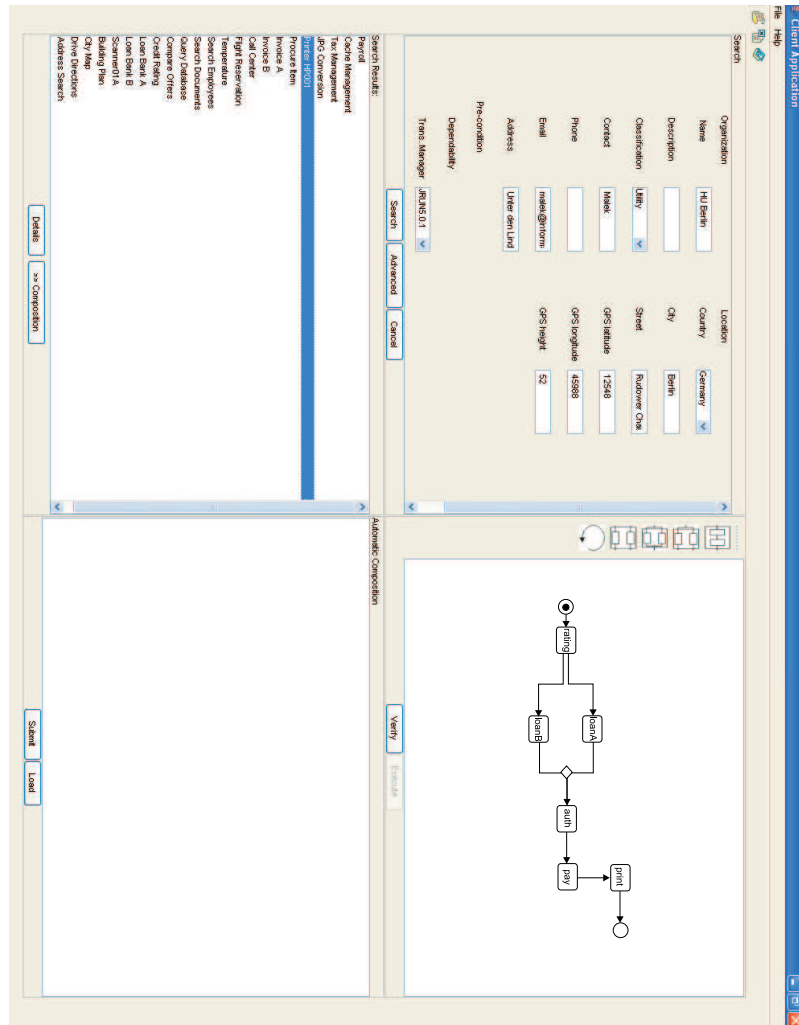 Client Application
File Help
Search
Organization
Location
Name HU Berlin Country Germany
Description City Berlin
Classification Utility Street Rudower Chau
Contact Malek GPS latitude 12548
Phone GPS longitude 45988
Email malek@inform GPS height 52
Address Unter den Lind
Pre-condition
Dependability
Trans. Manager JRUN5.0.1
Search Advanced Cancel
Search Results:
Payroll
Cache Management
Tax Management
JPG Conversion
Printer HP001
Procure Item
Invoice A
Invoice B
Call Center
Flight Reservation
Temperature
Search Employees
Search Documents
Query Database
Compare Offers
Credit Rating
Loan Bank A
Loan Bank B
Scanner01A
Building Plan
City Map
Drive Directions
Address Search
Details >> Composition
rating
loanA
loanB
auth
pay
print
Verify Execute
Automatic Composition
Submit Load